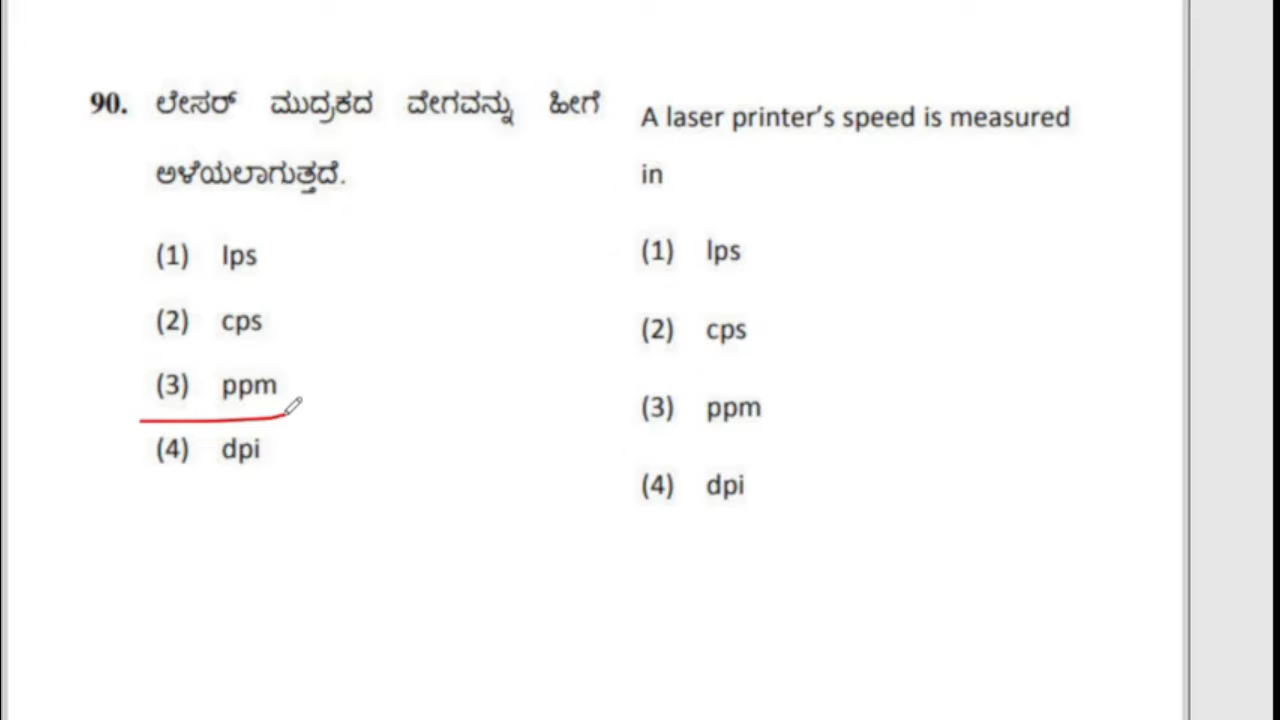 90. ಲೇಸರ್ ಮುದ್ರಕದ ವೇಗವನ್ನು ಹೀಗೆ
ಅಳೆಯಲಾಗುತ್ತದೆ.
(1) lps
(2) cps
(3) ppm
(4) dpi
A laser printer’s speed is measured
in
(1) lps
(2) cps
(3) ppm
(4) dpi